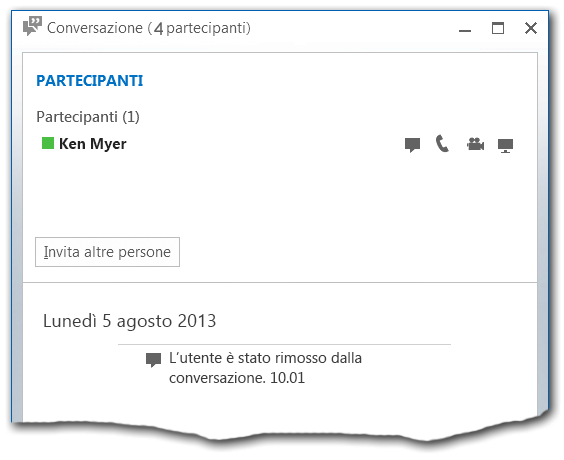 Conversazione (4 partecipanti)
PARTECIPANTI
Partecipanti (1)
Ken Myer
Invita altre persone
Lunedì 5 agosto 2013
L'utente è stato rimosso dalla
conversazione. 10.01